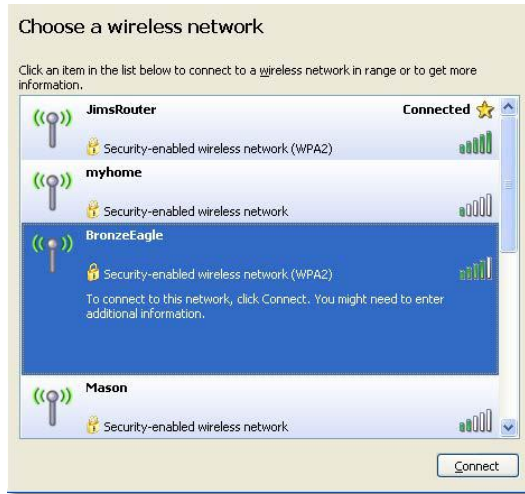 Choose a wireless network
Click an item in the list below to connect to a wireless network in range or to get more
information.
JimsRouter Connected
Security-enabled wireless network (WPA2)
myhome
Security-enabled wireless network
BronzeEagle
Security-enabled wireless network (WPA2)
To connect to this network, click Connect. You might need to enter
additional information.
Mason
Security-enabled wireless network
Connect